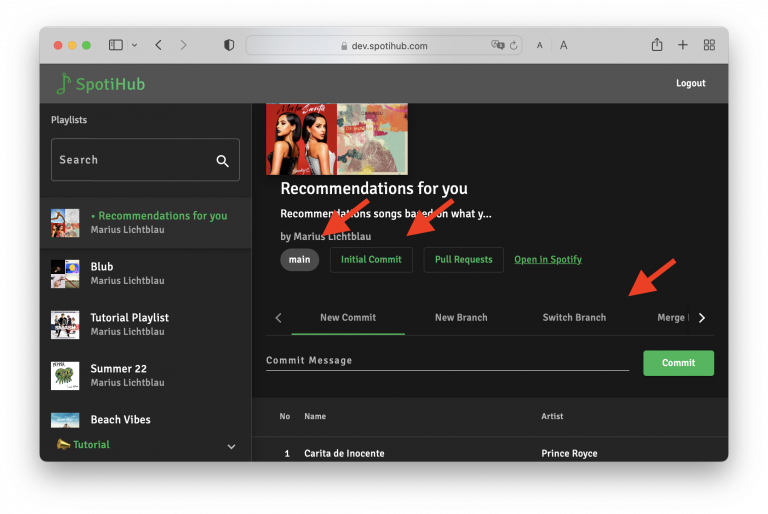 dev.spotihub.com
A A
SpotiHub
Logout
Playlists
Search
• Recommendations for you
Marius Lichtblau
Blub
Marius Lichtblau
Tutorial Playlist
Marius Lichtblau
Summer 22
Marius Lichtblau
Beach Vibes
Tutorial
Recommendations for you
Recommendations songs based on what y...
by Marius Lichtblau
main
Initial Commit
Pull Requests
Open in Spotify
New Commit
New Branch
Switch Branch
Merge
Commit Message
Commit
No Name Artist
1 Carita de Inocente Prince Royce